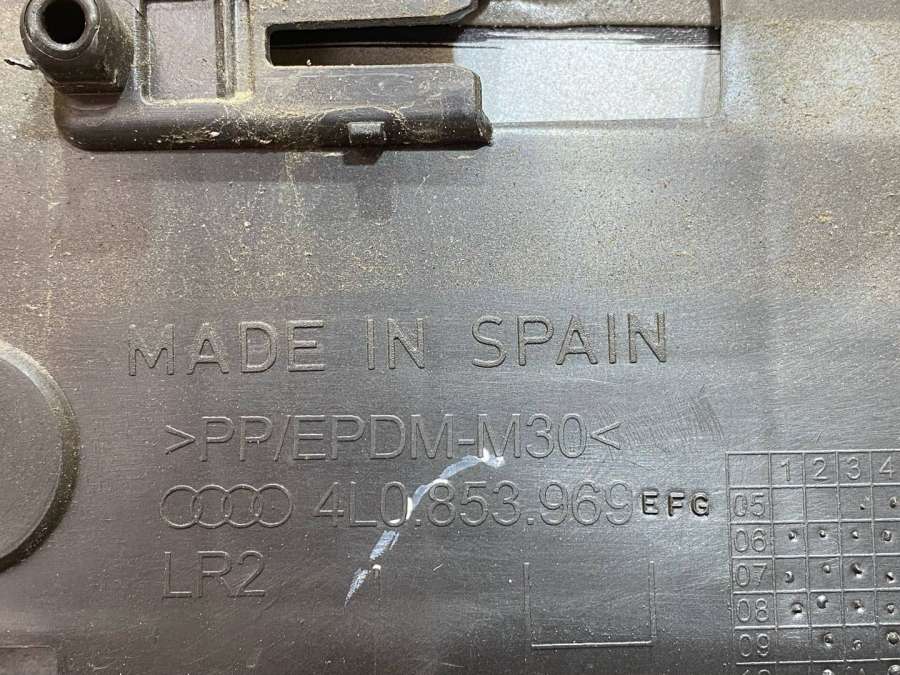 MADE IN SPAIN
>PP/EPDM-M30<
4L0.853.969 EFG
LR2
1 2 3 4
05
06
07
08
09